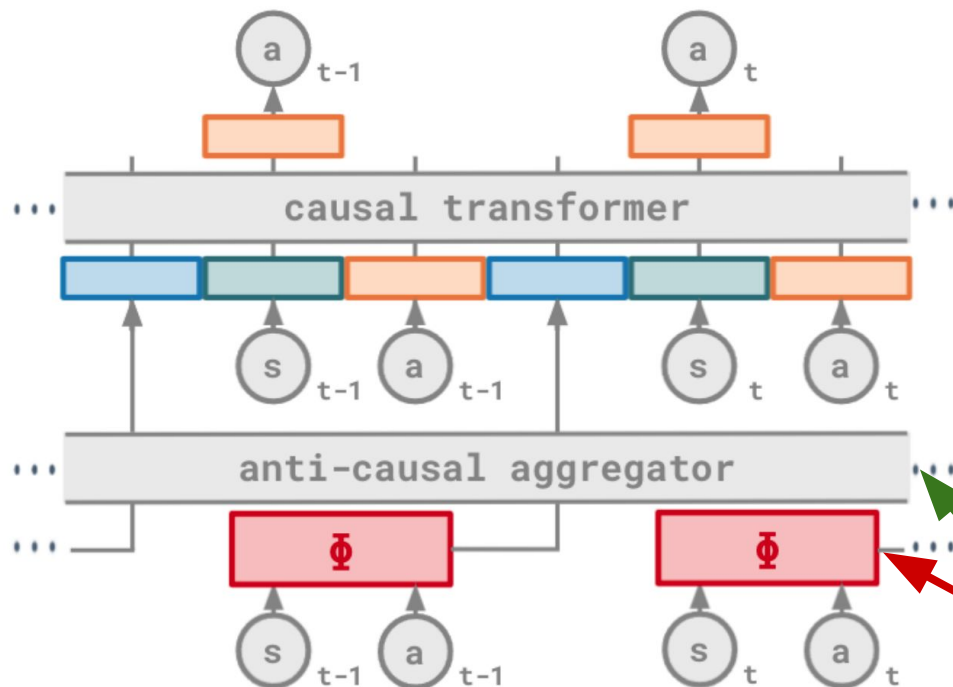 a t-1 a t
causal transformer
s t-1 a t-1 s t a t
anti-causal aggregator
Φ Φ
s t-1 a t-1 s t a t